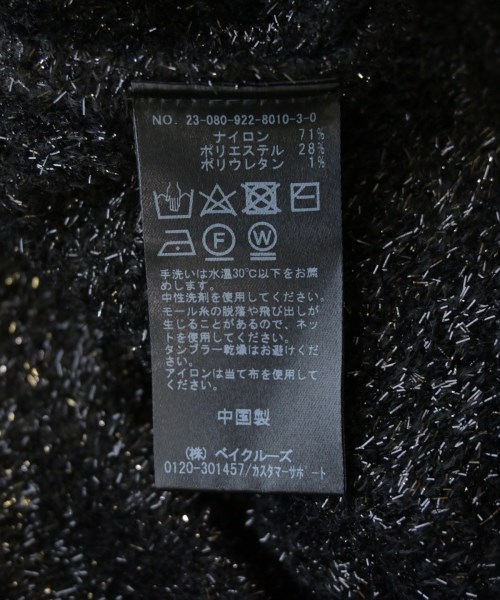 NO. 23-080-922-8010-3-0
ナイロン 71%
ポリエステル 28%
ポリウレタン 1%
F W
手洗いは水温30℃以下をお薦
めします。
中性洗剤を使用してください。
モール糸の脱落や飛び出しが
生じることがあるので、ネッ
トを使用してください。
タンブラー乾燥はお避けくだ
さい。
アイロンは当て布を使用して
ください。
中国製
(株) ベイクルーズ
0120-301457/カスタマーサポート